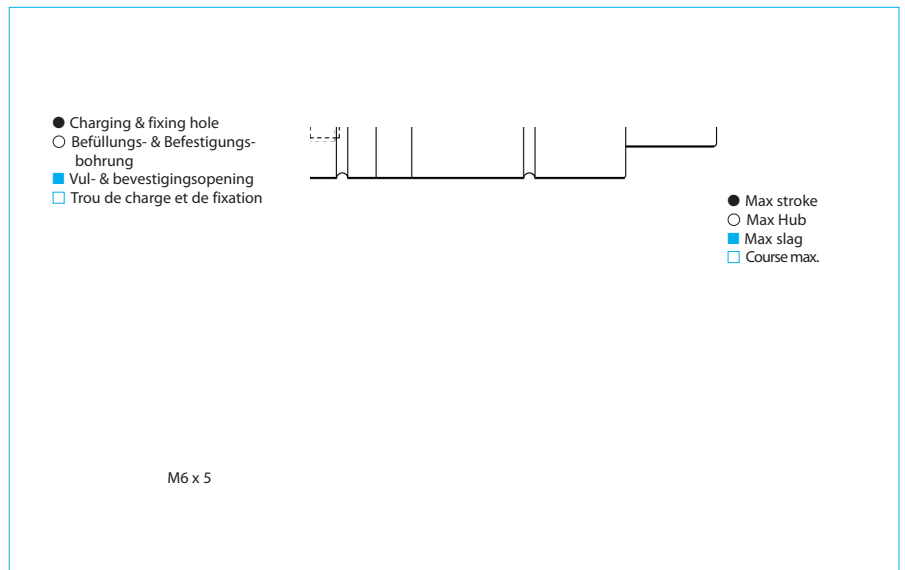 Charging & fixing hole
Befüllungs- & Befestigungs-
bohrung
Vul- & bevestigingsopening
Trou de charge et de fixation
Max stroke
Max Hub
Max slag
Course max.
M6 x 5